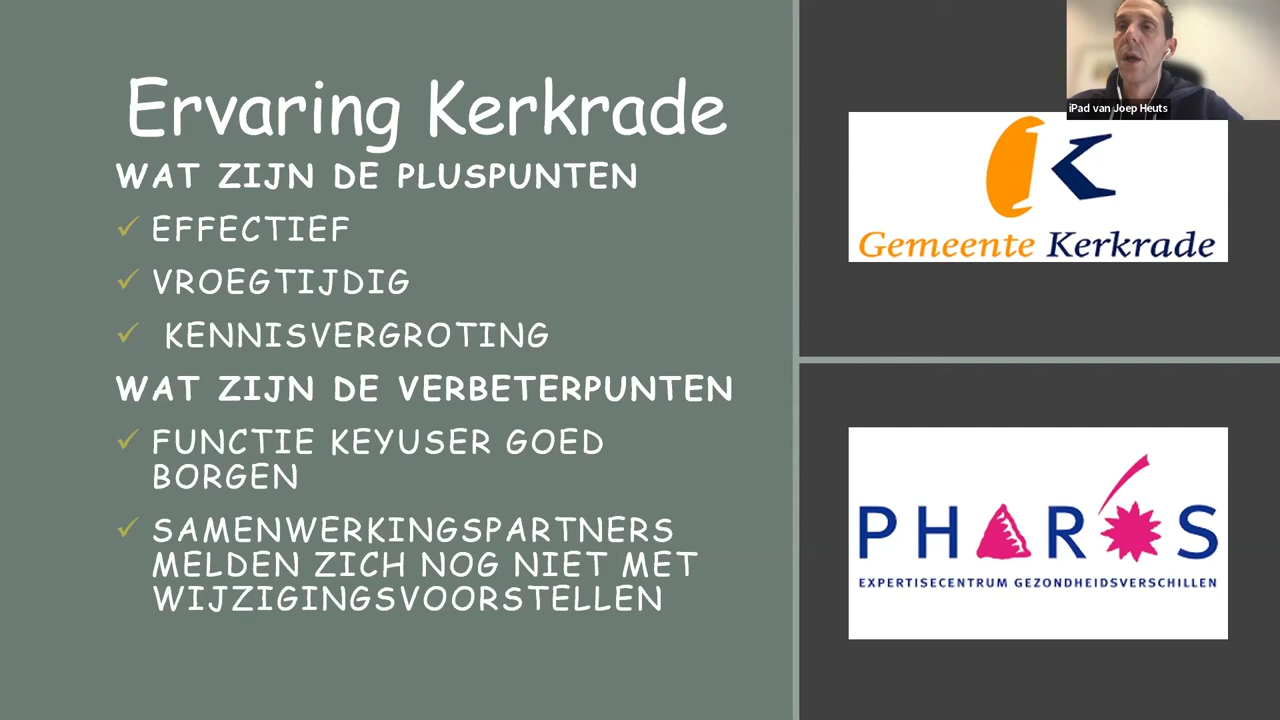 Ervaring Kerkrade
WAT ZIJN DE PLUSPUNTEN
✓ EFFECTIEF
✓ VROEGTIJDIG
✓ KENNISVERGROTING
WAT ZIJN DE VERBETERPUNTEN
✓ FUNCTIE KEYUSER GOED
BORGEN
✓ SAMENWERKINGSPARTNERS
MELDEN ZICH NOG NIET MET
WIJZIGINGSVOORSTELLEN
iPad van Joep Heuts
K
Gemeente Kerkrade
PHAROS
EXPERTISECENTRUM GEZONDHEIDSVERSCHILLEN